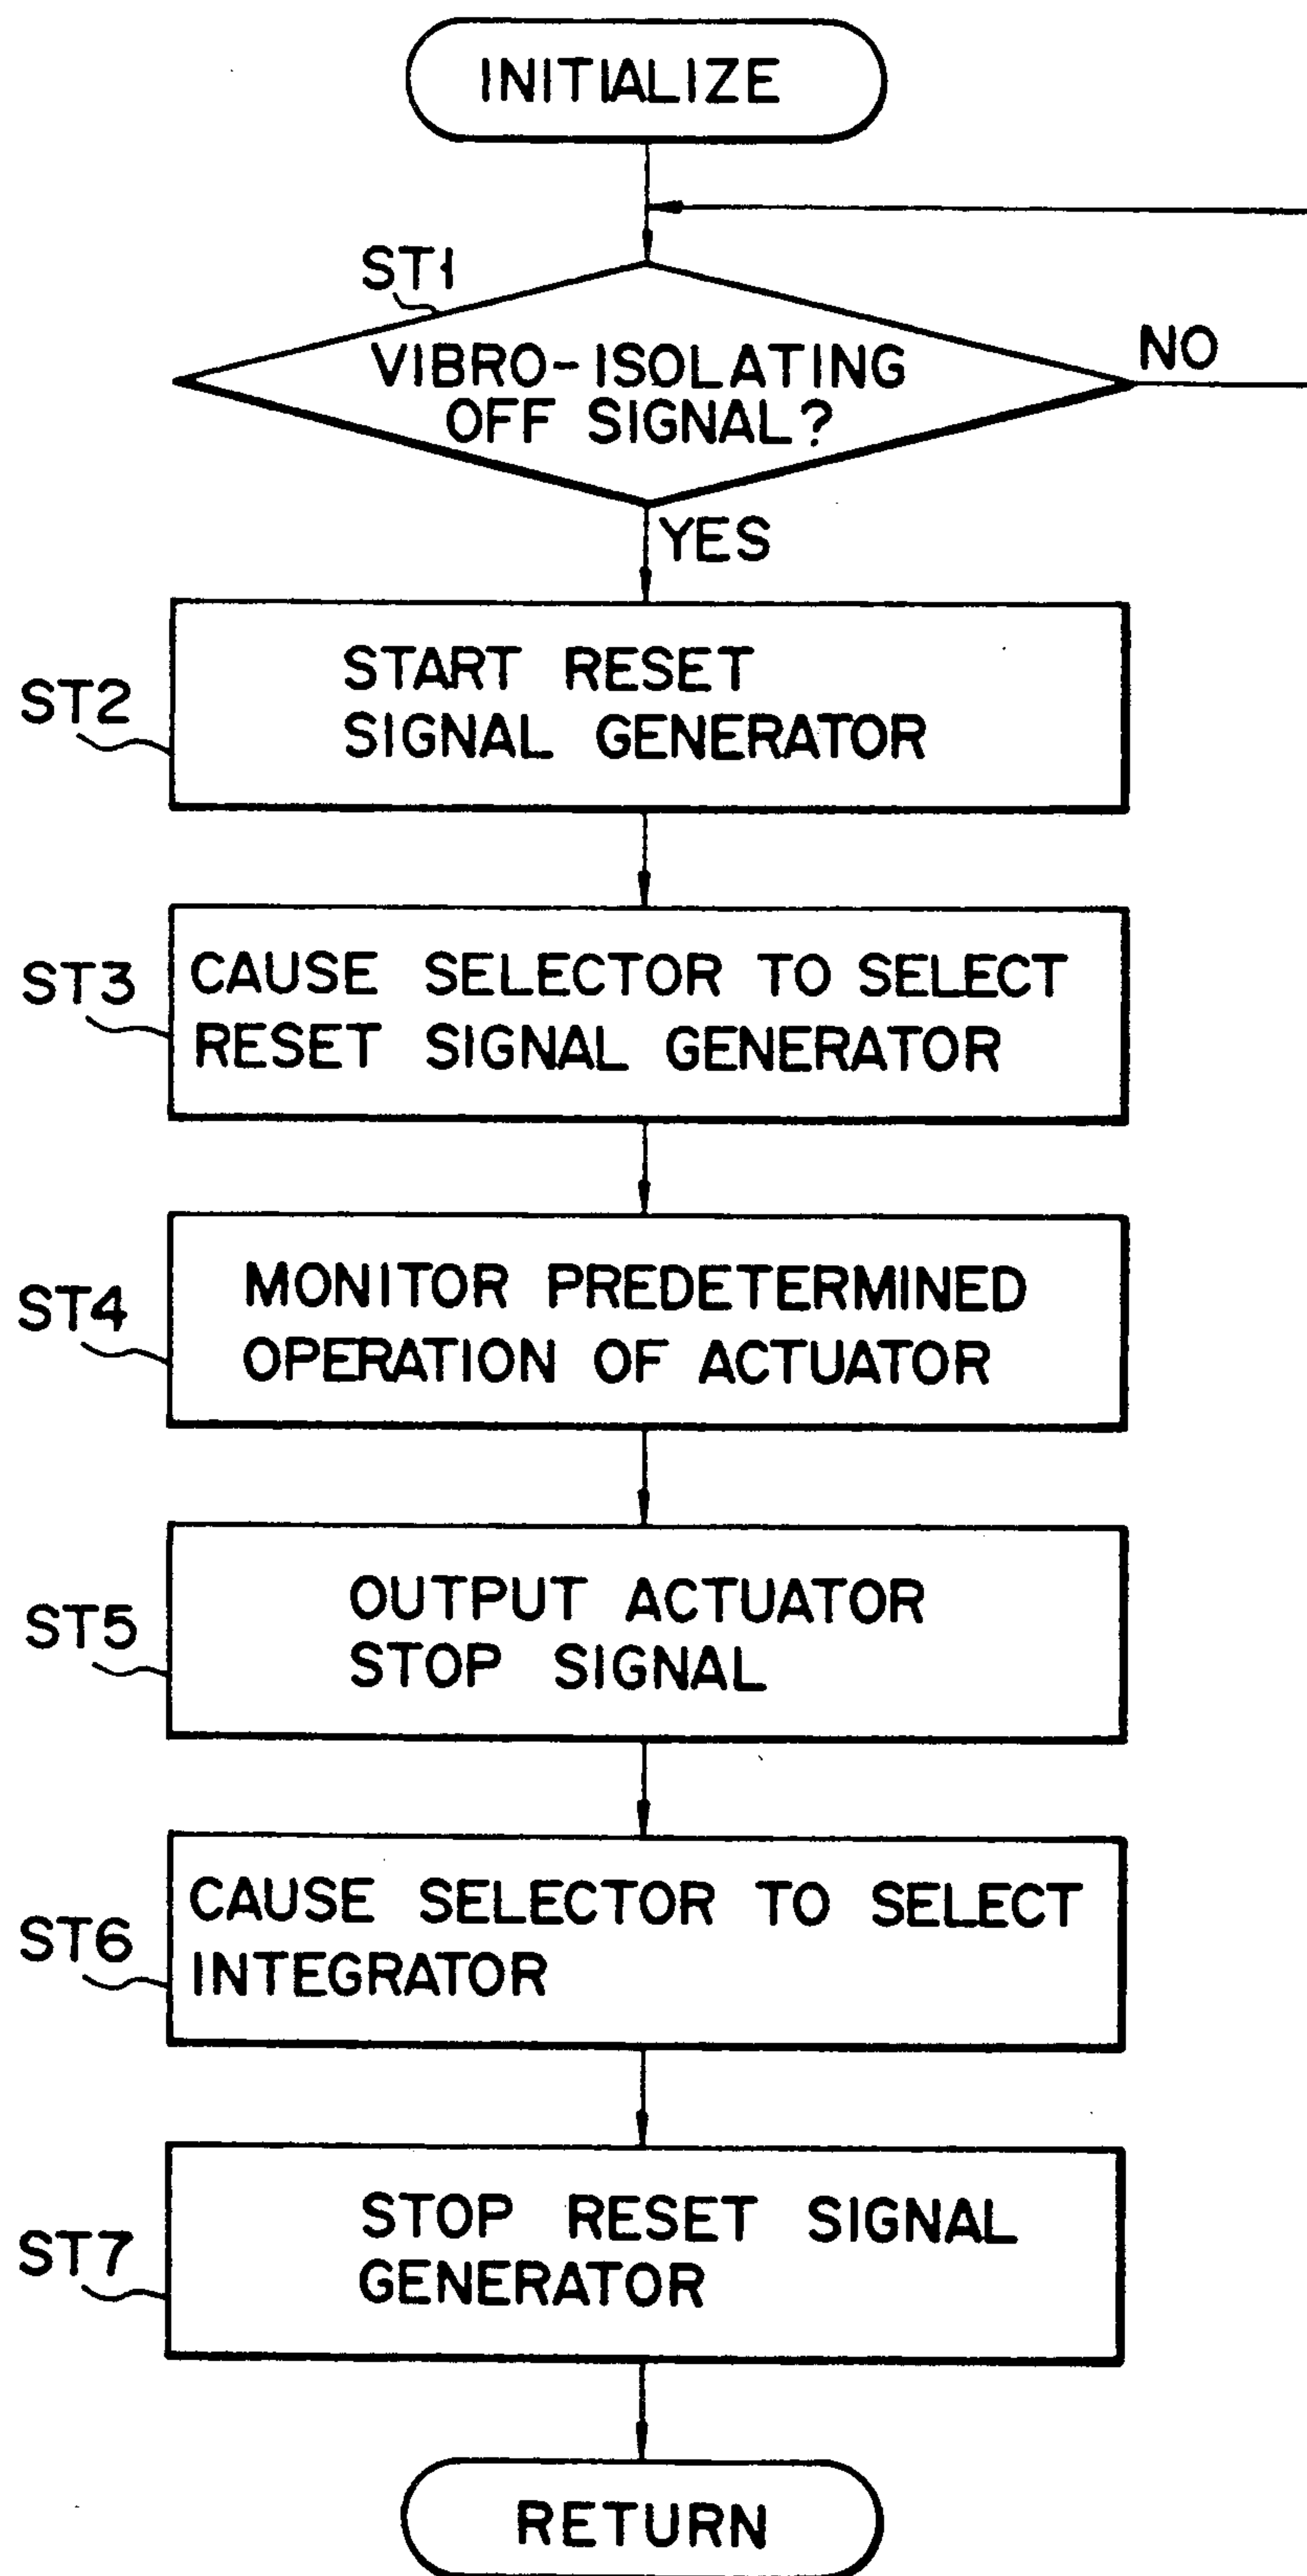 INITIALIZE
ST1
VIBRO-ISOLATING
OFF SIGNAL?
NO
YES
ST2
START RESET
SIGNAL GENERATOR
ST3
CAUSE SELECTOR TO SELECT
RESET SIGNAL GENERATOR
ST4
MONITOR PREDETERMINED
OPERATION OF ACTUATOR
ST5
OUTPUT ACTUATOR
STOP SIGNAL
ST6
CAUSE SELECTOR TO SELECT
INTEGRATOR
ST7
STOP RESET SIGNAL
GENERATOR
RETURN